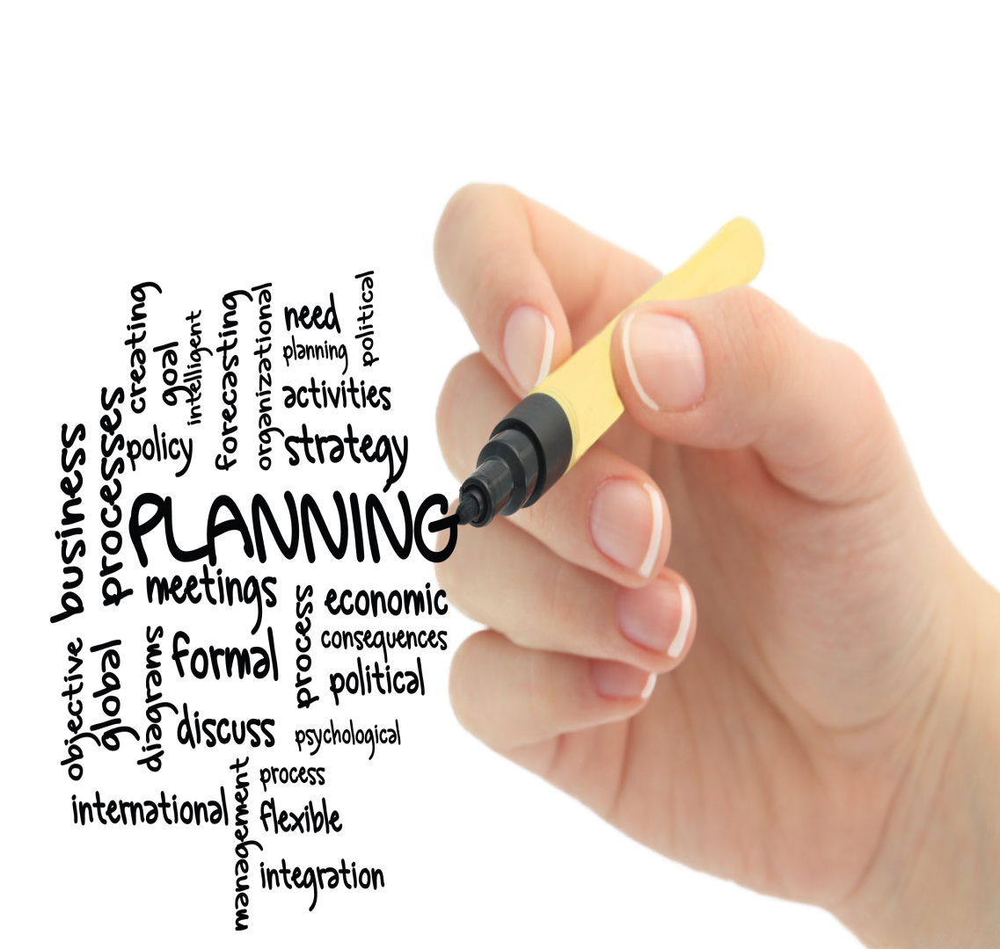 creating
goal
intelligent
forecasting
organizational
need
political
planning
activities
business
processes
policy
strategy
PLANNING
meetings
process
economic
consequences
political
objective
global
diagrams
formal
discuss
psychological
management
process
international
flexible
integration